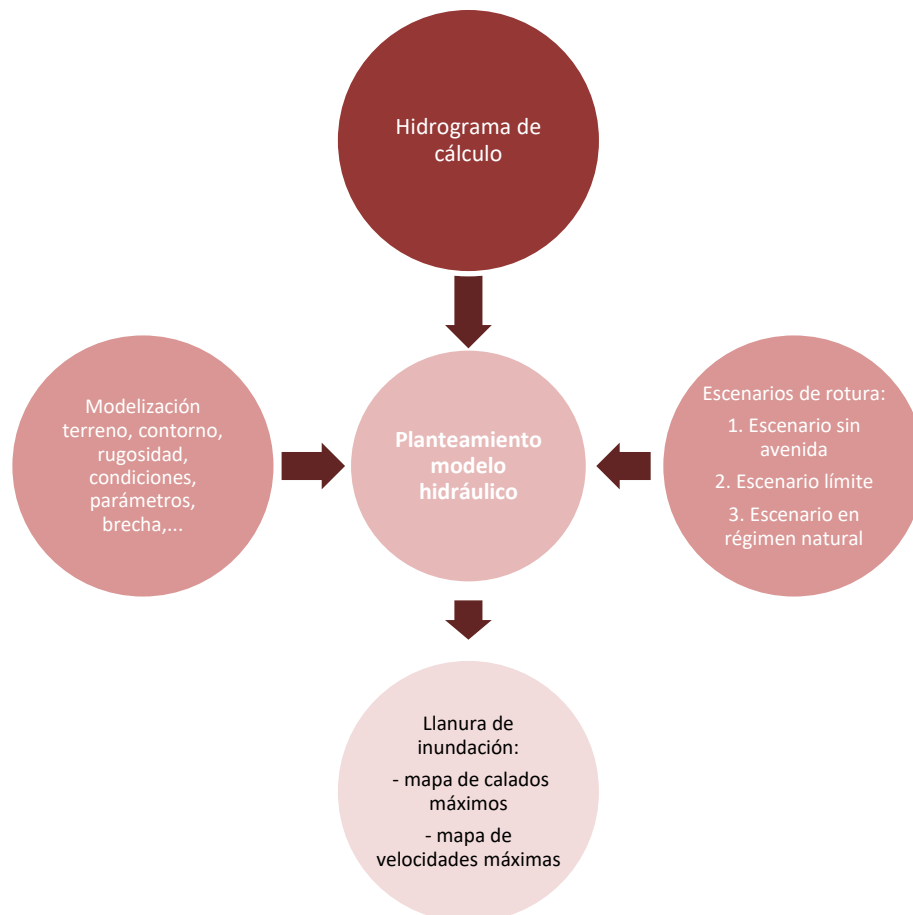 Hidrograma de
cálculo
Modelización
terreno, contorno,
rugosidad,
condiciones,
parámetros,
brecha,...
Planteamiento
modelo
hidráulico
Escenarios de rotura:
1. Escenario sin
avenida
2. Escenario límite
3. Escenario en
régimen natural
Llanura de
inundación:
- mapa de calados
máximos
- mapa de
velocidades máximas